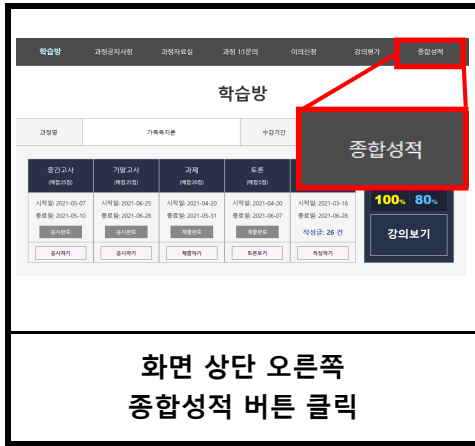 학습방 과정공지사항 과정자료실 과정 1:1문의 이의신청 강의평가 종합성적
학습방
과정명 가족복지론 수강기간
종합성적
중간고사 기말고사 과제 토론
(배점:25점) (배점:25점) (배점:20점) (배점:5점)
시작일: 2021-05-07 시작일: 2021-06-25 시작일: 2021-04-20 시작일: 2021-04-20 시작일: 2021-03-16
종료일: 2021-05-10 종료일: 2021-06-28 종료일: 2021-05-31 종료일: 2021-06-07 종료일: 2021-06-28
100% 80%
응시완료 응시완료 제출완료 제출완료 작성글: 26 건
강의보기
응시하기 응시하기 제출하기 토론보기 작성하기
화면 상단 오른쪽
종합성적 버튼 클릭